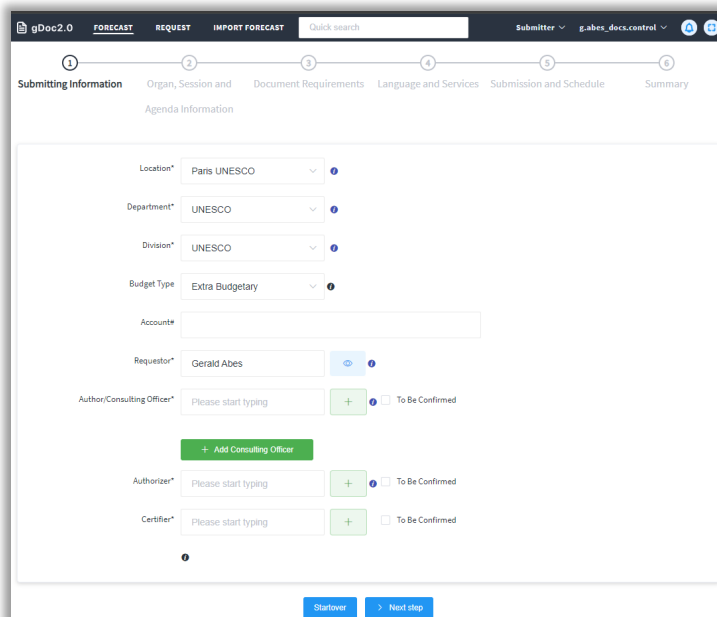 gDoc2.0 FORECAST REQUEST IMPORT FORECAST Quick search Submitter g.abes_docs.control
1 2 3 4 5 6
Submitting Information Organ, Session and Document Requirements Language and Services Submission and Schedule Summary
Agenda Information
Location* Paris UNESCO
Department* UNESCO
Division* UNESCO
Budget Type Extra Budgetary
Account#
Requestor* Gerald Abes
Author/Consulting Officer* Please start typing + To Be Confirmed
+ Add Consulting Officer
Authorizer* Please start typing + To Be Confirmed
Certifier* Please start typing + To Be Confirmed
Startover > Next step